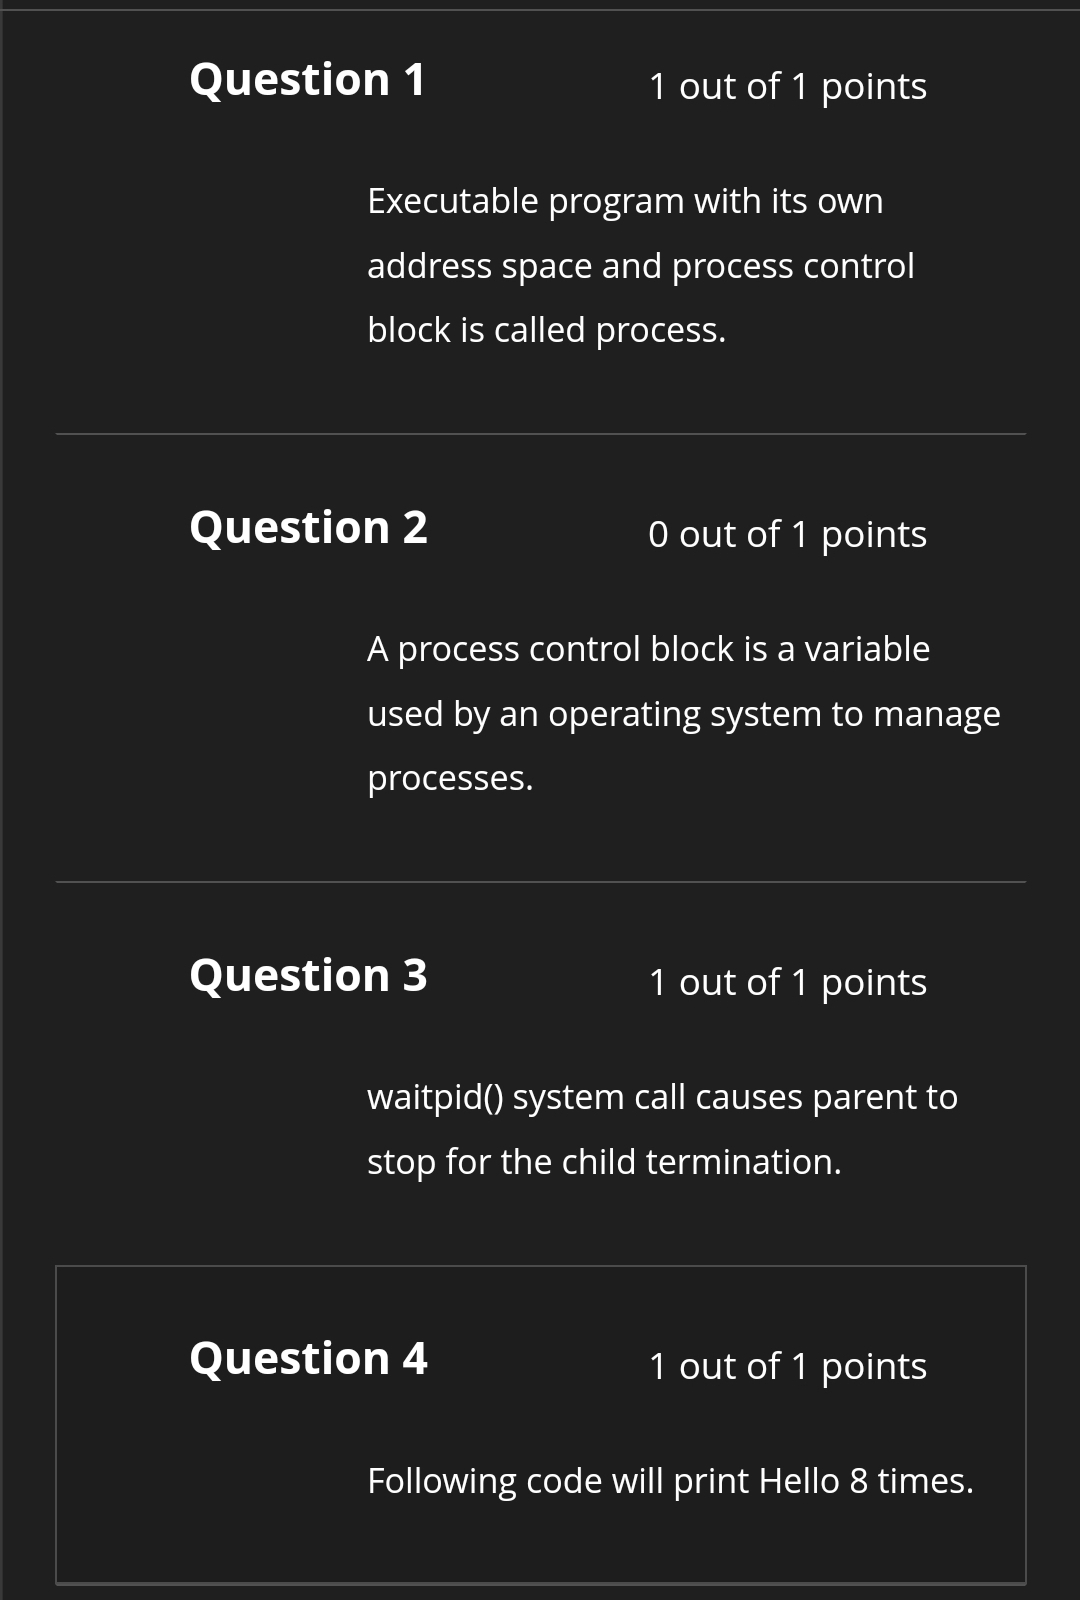 Question 1
1 out of 1 points
Executable program with its own
address space and process control
block is called process.
Question 2
0 out of 1 points
A process control block is a variable
used by an operating system to manage
processes.
Question 3
1 out of 1 points
waitpid() system call causes parent to
stop for the child termination.
Question 4
1 out of 1 points
Following code will print Hello 8 times.